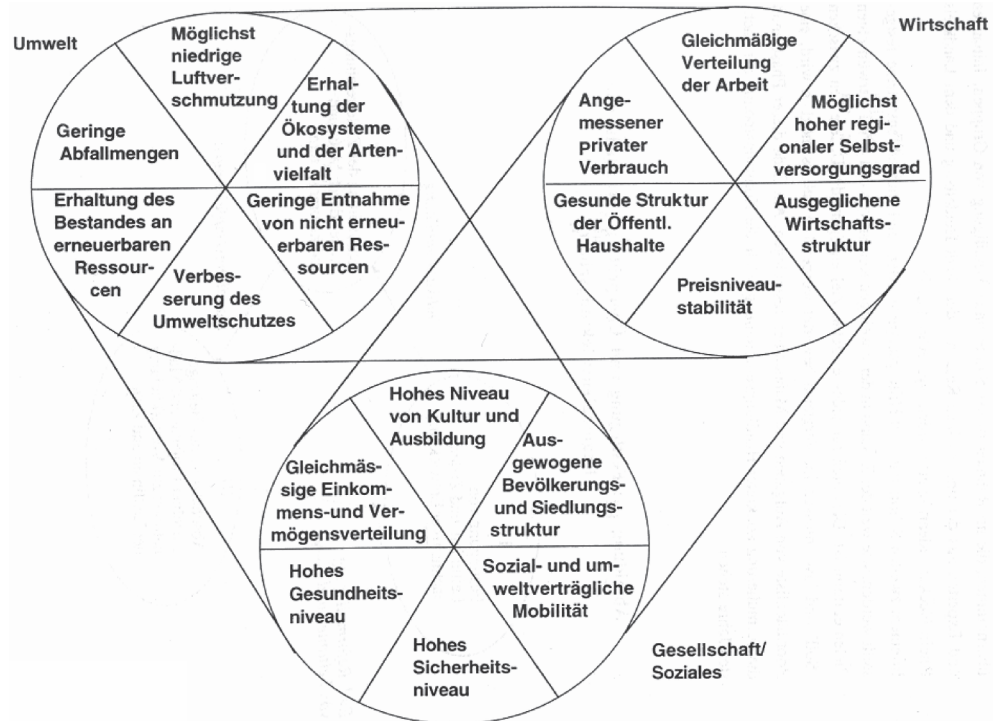 Umwelt
Möglichst
niedrige
Luftver-
schmutzung
Erhal-
tung der
Ökosysteme
und der Arten-
vielfalt
Geringe Entnahme
von nicht erneu-
erbaren Res-
sourcen
Verbes-
serung des
Umweltschutzes
Erhaltung des
Bestandes an
erneuerbaren
Ressour-
cen
Geringe
Abfallmengen
Wirtschaft
Gleichmäßige
Verteilung
der Arbeit
Möglichst
hoher regi-
onaler Selbst-
versorgungsgrad
Ausgeglichene
Wirtschafts-
struktur
Preisniveau-
stabilität
Gesunde Struktur
der Öffentl.
Haushalte
Ange-
messener
privater
Verbrauch
Hohes Niveau
von Kultur und
Ausbildung
Aus-
gewogene
Bevölkerungs-
und Siedlungs-
struktur
Sozial- und um-
weltverträgliche
Mobilität
Hohes
Sicherheits-
niveau
Hohes
Gesundheits-
niveau
Gleichmäs-
sige Einkom-
mens-und Ver-
mögensverteilung
Gesellschaft/
Soziales